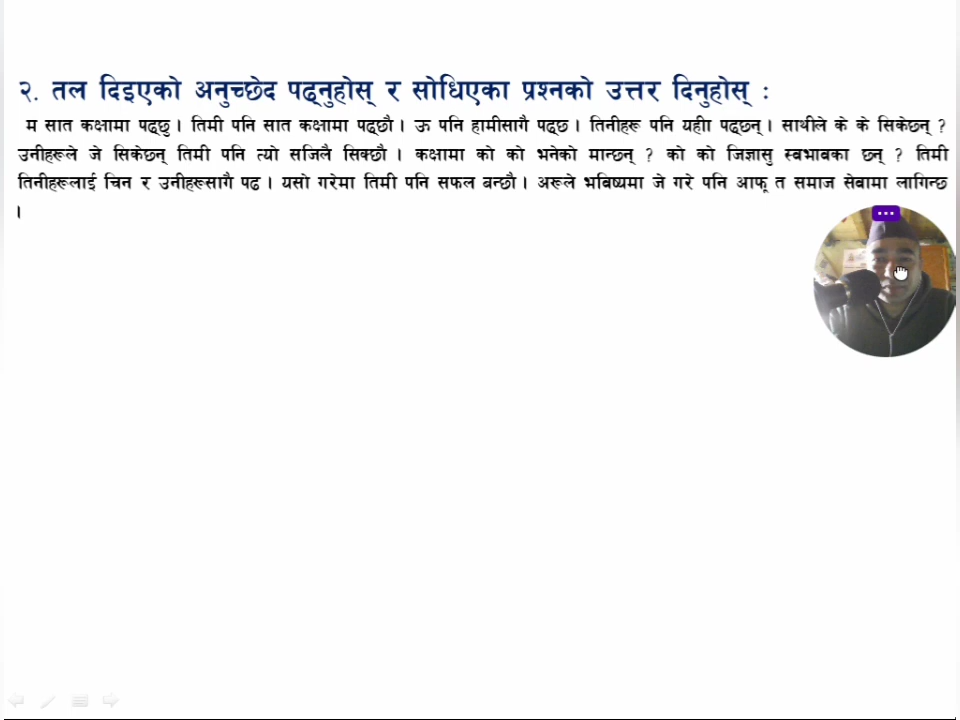 २. तल दिइएको अनुच्छेद पढ्नुहोस् र सोधिएका प्रश्नको उत्तर दिनुहोस् :
म सात कक्षामा पढ्छु । तिमी पनि सात कक्षामा पढ्छौ । ऊ पनि हामीसागै पढ्छ । तिनीहरू पनि यहीा पढ्छन् । साथीले के के सिकेछन् ?
उनीहरूले जे सिकेछन् तिमी पनि त्यो सजिलै सिक्छौ । कक्षामा को को भनेको मान्छन् ? को को जिज्ञासु स्वभावका छन् ? तिमी
तिनीहरूलाई चिन र उनीहरूसागै पढ । यसो गरेमा तिमी पनि सफल बन्छौ । अरूले भबिष्यमा जे गरे पनि आफू त समाज सेवामा लागिन्छ
।